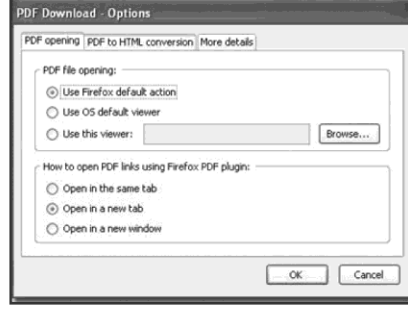 PDF Download - Options
PDF opening PDF to HTML conversion More details
PDF file opening:
Use Firefox default action
Use OS default viewer
Use this viewer: Browse...
How to open PDF links using Firefox PDF plugin:
Open in the same tab
Open in a new tab
Open in a new window
OK Cancel